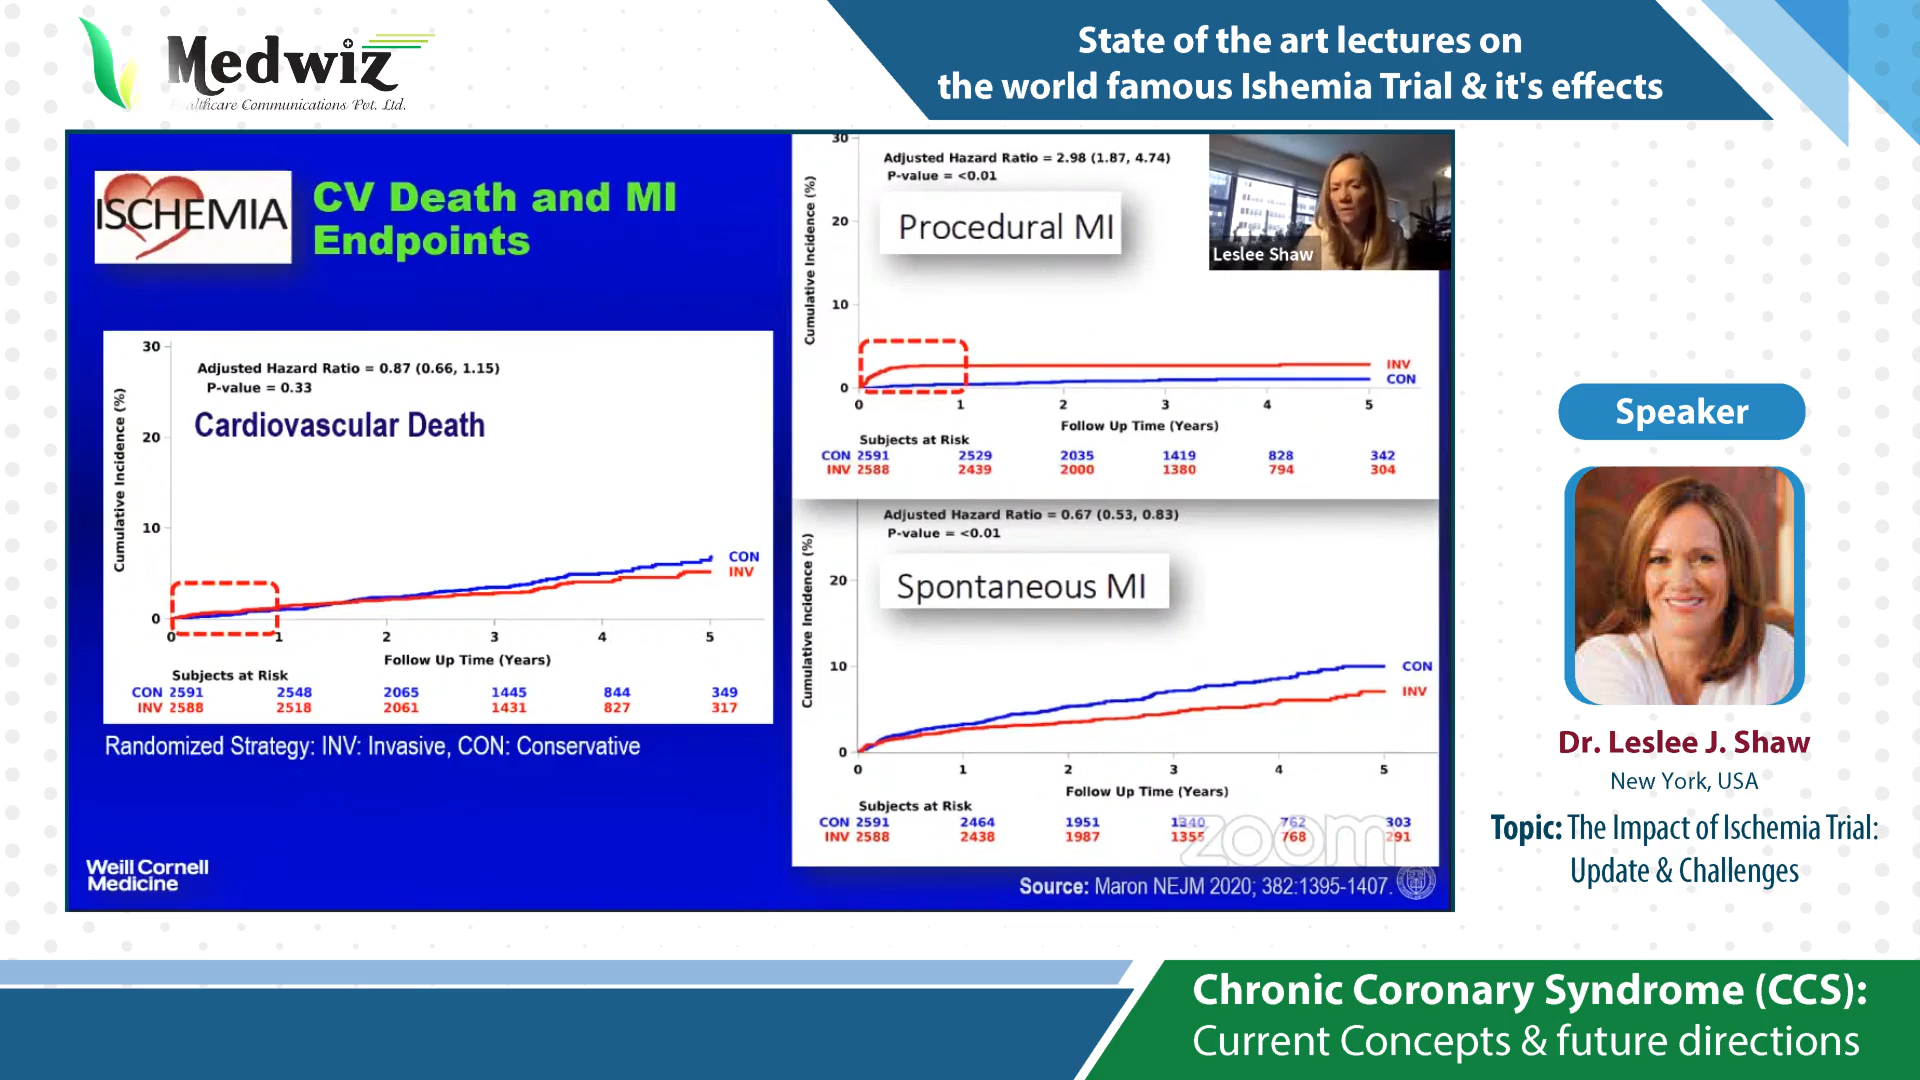 Medwiz
ealthcare Communications Pvt. Ltd.
State of the art lectures on
the world famous Ishemia Trial & it's effects
ISCHEMIA
CV Death and MI
Endpoints
30
20
10
0
Cumulative Incidence (%)
Adjusted Hazard Ratio = 0.87 (0.66, 1.15)
P-value = 0.33
Cardiovascular Death
CON
INV
0 1 2 3 4 5
Follow Up Time (Years)
Subjects at Risk
CON 2591 2548 2065 1445 844 349
INV 2588 2518 2061 1431 827 317
Randomized Strategy: INV: Invasive, CON: Conservative
Weill Cornell
Medicine
30
20
10
0
Cumulative Incidence (%)
Adjusted Hazard Ratio = 2.98 (1.87, 4.74)
P-value = <0.01
Procedural MI
INV
CON
0 1 2 3 4 5
Follow Up Time (Years)
Subjects at Risk
CON 2591 2529 2035 1419 828 342
INV 2588 2439 2000 1380 794 304
Leslee Shaw
Adjusted Hazard Ratio = 0.67 (0.53, 0.83)
P-value = <0.01
Spontaneous MI
20
10
0
Cumulative Incidence (%)
CON
INV
0 1 2 3 4 5
Follow Up Time (Years)
Subjects at Risk
CON 2591 2464 1951 1340 762 303
INV 2588 2438 1987 1355 768 291
zoom
Source: Maron NEJM 2020; 382:1395-1407.
Speaker
Dr. Leslee J. Shaw
New York, USA
Topic: The Impact of Ischemia Trial:
Update & Challenges
Chronic Coronary Syndrome (CCS):
Current Concepts & future directions